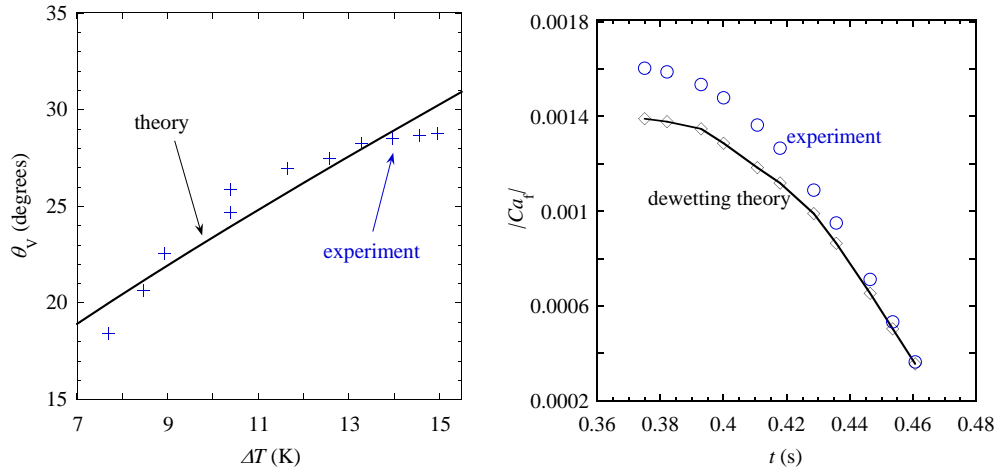 35
30
25
20
15
θV (degrees)
theory
experiment
7
9
11
13
15
ΔT (K)
0.0018
0.0014
0.001
0.0006
0.0002
|Caf|
experiment
dewetting theory
0.36
0.38
0.4
0.42
0.44
0.46
0.48
t (s)